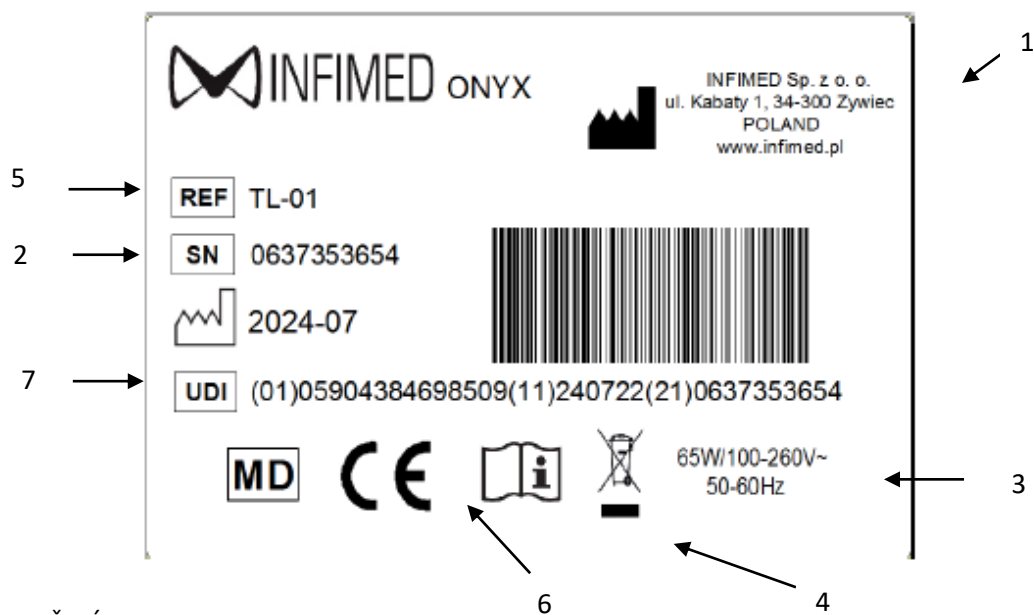 INFIMED ONYX
INFIMED Sp. z o. o.
ul. Kabaty 1, 34-300 Zywiec
POLAND
www.infimed.pl
1
5
REF TL-01
2
SN 0637353654
2024-07
7
UDI (01)05904384698509(11)240722(21)0637353654
MD CE i
65W/100-260V~
50-60Hz
3
6
4